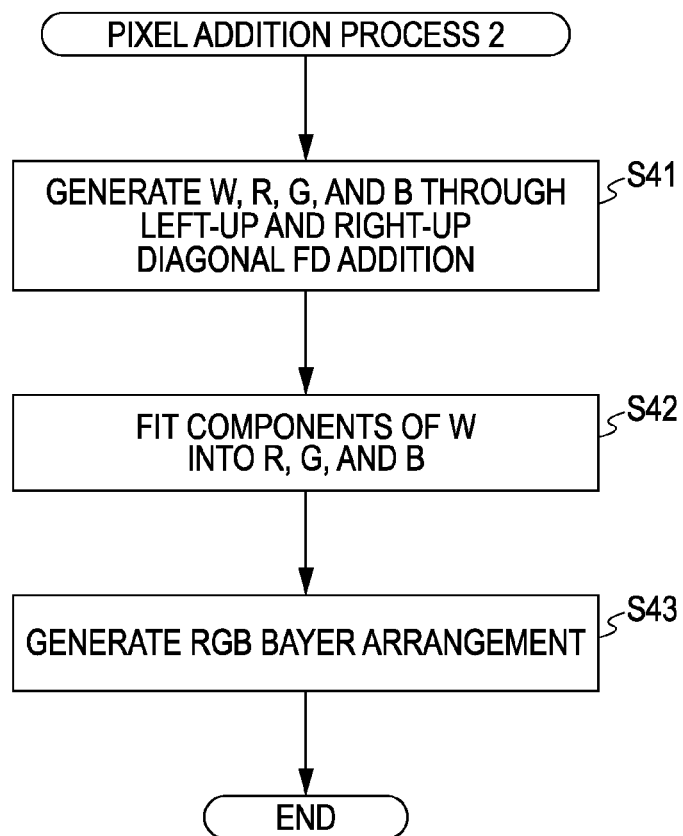 PIXEL ADDITION PROCESS 2
S41
GENERATE W, R, G, AND B THROUGH
LEFT-UP AND RIGHT-UP
DIAGONAL FD ADDITION
S42
FIT COMPONENTS OF W
INTO R, G, AND B
S43
GENERATE RGB BAYER ARRANGEMENT
END